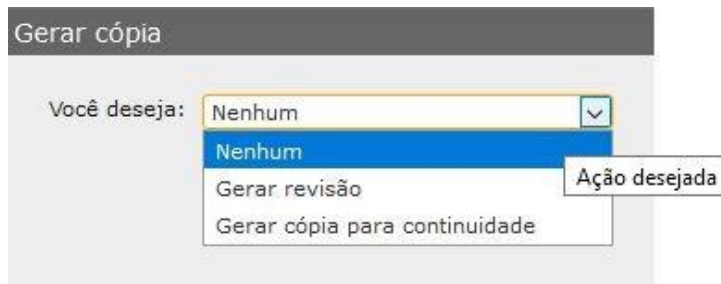 Gerar cópia
Você deseja: Nenhum
Nenhum
Ação desejada
Gerar revisão
Gerar cópia para continuidade